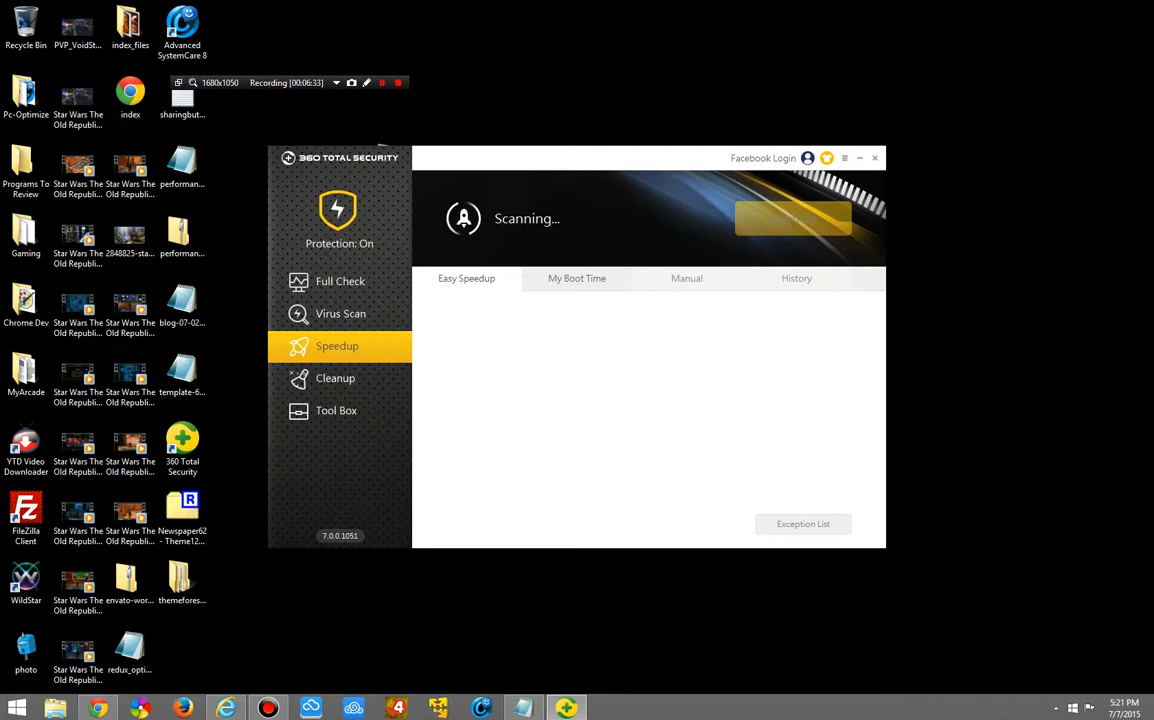 Recycle Bin
PVP_VoidSt...
index_files
Advanced
SystemCare 8
1680x1050 Recording [00:06:33]
Pc-Optimize
Star Wars The
Old Republi...
index
sharingbut...
Programs To
Review
Star Wars The
Old Republi...
Star Wars The
Old Republi...
performan...
Gaming
Star Wars The
Old Republi...
2848825-sta...
performan...
Chrome Dev
Star Wars The
Old Republi...
Star Wars The
Old Republi...
blog-07-02...
MyArcade
Star Wars The
Old Republi...
Star Wars The
Old Republi...
template-6...
YTD Video
Downloader
Star Wars The
Old Republi...
Star Wars The
Old Republi...
360 Total
Security
FileZilla
Client
Star Wars The
Old Republi...
Star Wars The
Old Republi...
Newspaper62
- Theme12...
WildStar
Star Wars The
Old Republi...
envato-wor...
themefores...
photo
Star Wars The
Old Republi...
redux_opti...
360 TOTAL SECURITY
Facebook Login
Protection: On
Full Check
Virus Scan
Speedup
Cleanup
Tool Box
7.0.0.1051
Scanning...
Easy Speedup My Boot Time Manual History
Exception List
5:21 PM
7/7/2015